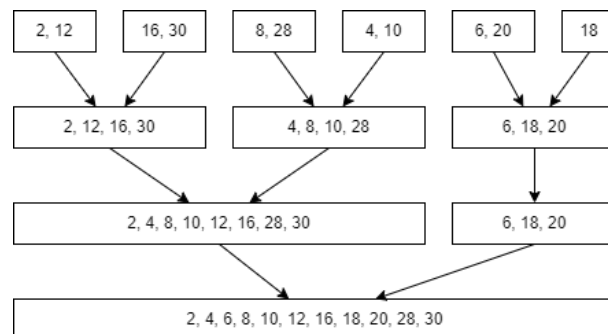 2, 12
16, 30
8, 28
4, 10
6, 20
18
2, 12, 16, 30
4, 8, 10, 28
6, 18, 20
2, 4, 8, 10, 12, 16, 28, 30
6, 18, 20
2, 4, 6, 8, 10, 12, 16, 18, 20, 28, 30